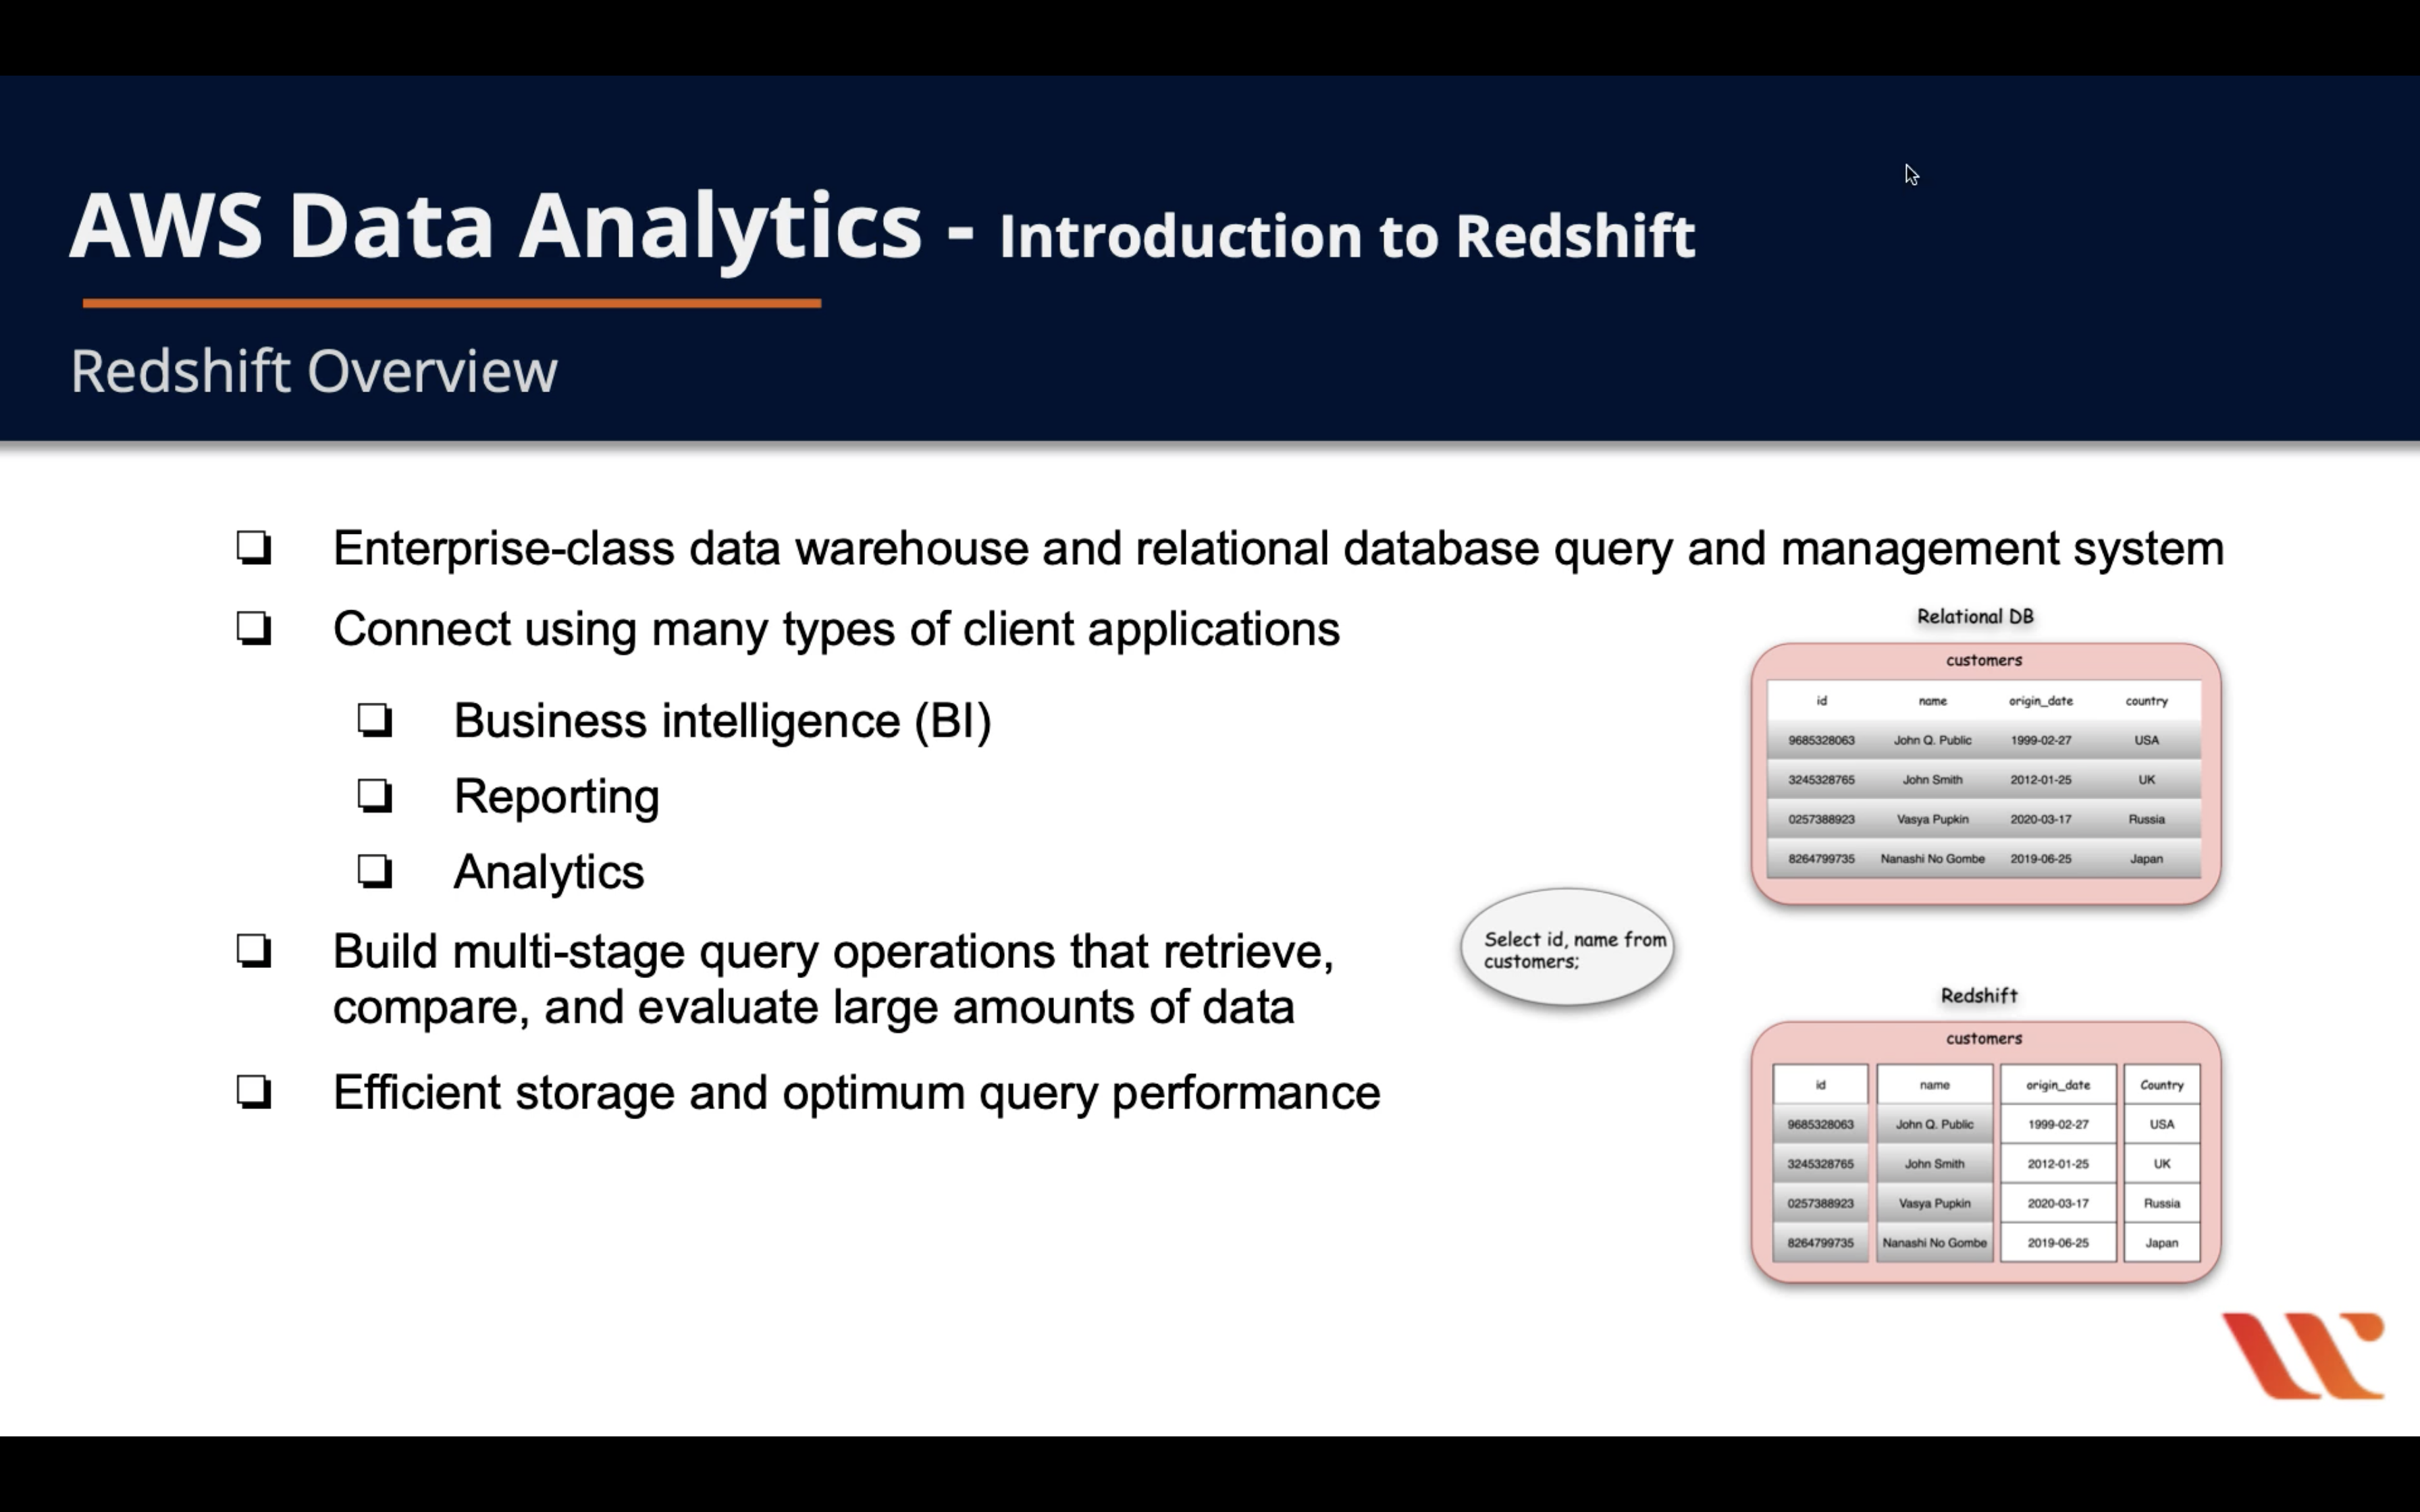 AWS Data Analytics - Introduction to Redshift
Redshift Overview
Enterprise-class data warehouse and relational database query and management system
Connect using many types of client applications
Business intelligence (BI)
Reporting
Analytics
Build multi-stage query operations that retrieve,
compare, and evaluate large amounts of data
Efficient storage and optimum query performance
Select id, name from
customers;
Relational DB
customers
id name origin_date country
9685328063 John Q. Public 1999-02-27 USA
3245328765 John Smith 2012-01-25 UK
0257388923 Vasya Pupkin 2020-03-17 Russia
8264799735 Nanashi No Gombe 2019-06-25 Japan
Redshift
customers
id name origin_date Country
9685328063 John Q. Public 1999-02-27 USA
3245328765 John Smith 2012-01-25 UK
0257388923 Vasya Pupkin 2020-03-17 Russia
8264799735 Nanashi No Gombe 2019-06-25 Japan